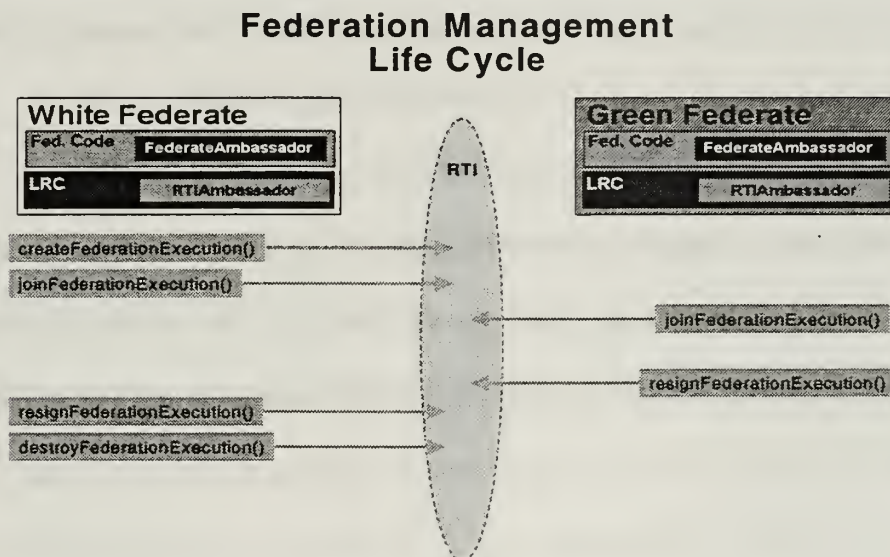 Federation Management
Life Cycle
White Federate
Fed. Code
FederateAmbassador
LRC
RTIAmbassador
Green Federate
Fed. Code
FederateAmbassador
LRC
RTIAmbassador
RTI
createFederationExecution()
joinFederationExecution()
joinFederationExecution()
resignFederationExecution()
resignFederationExecution()
destroyFederationExecution()